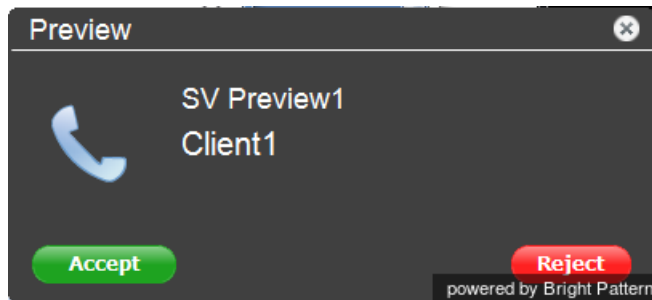 Preview
SV Preview1
Client1
Accept
Reject
powered by Bright Pattern